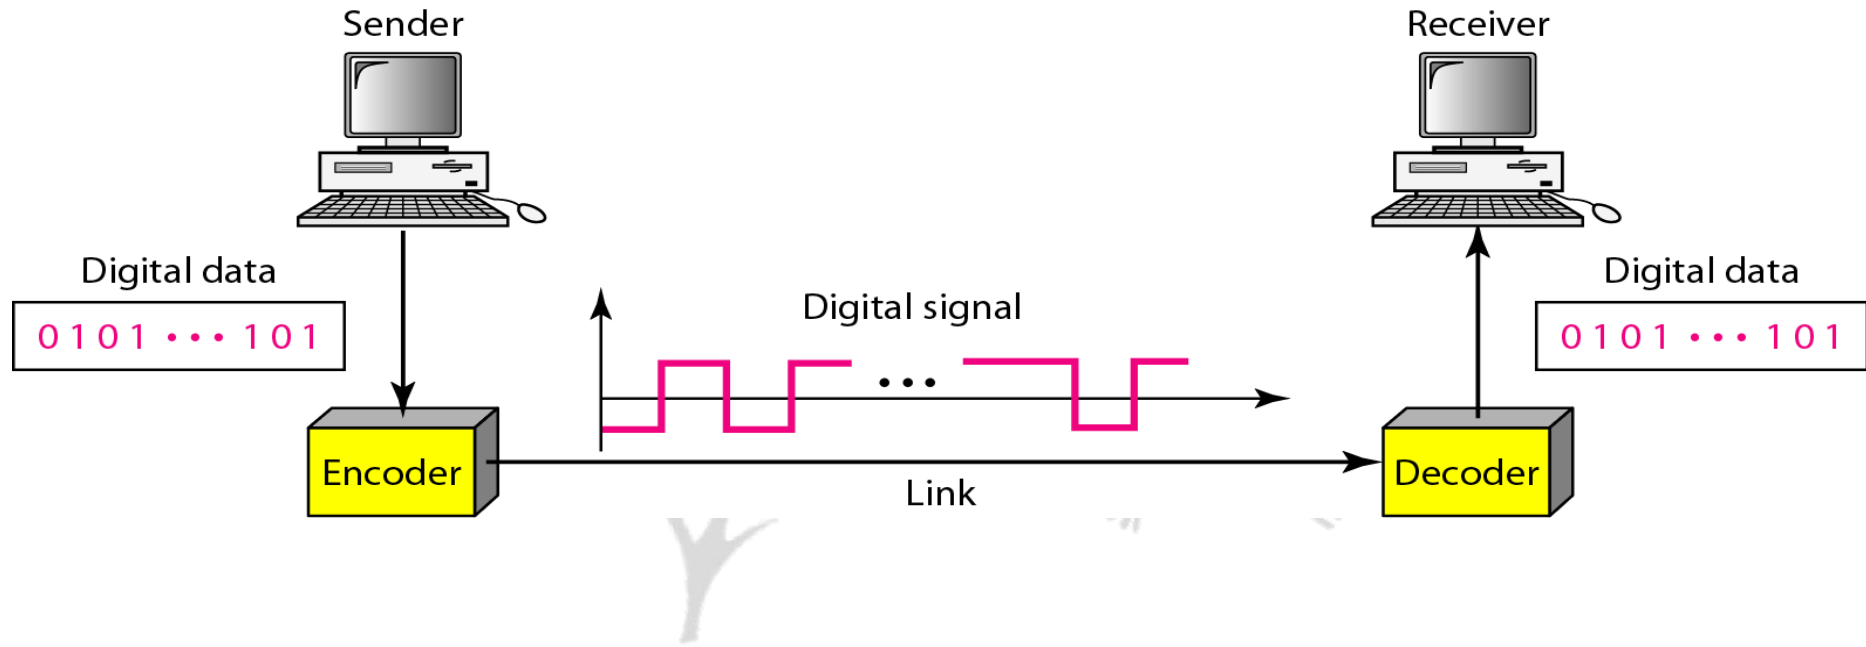 Sender
Receiver
Digital data
0101 ••• 101
Digital signal
•••
Digital data
0101 ••• 101
Encoder
Link
Decoder